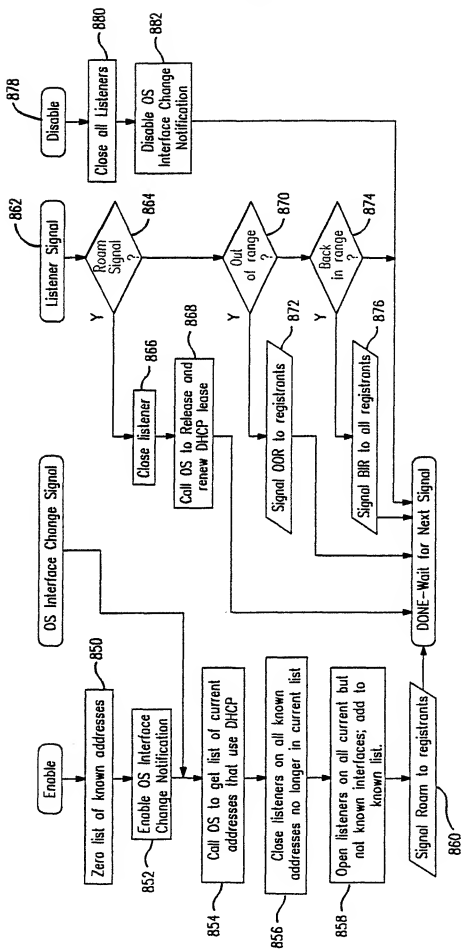 Enable
850
Zero list of known addresses
Enable OS Interface
Change Notification
852
OS Interface Change Signal
Call OS to get list of current
addresses that use DHCP
854
Close listeners on all known
addresses no longer in current list
856
Open listeners on all current but
not known interfaces; add to
known list.
858
Signal Roam to registrants
860
Listener Signal
862
Roam
Signal
?
864
Y
Close listener
866
Call OS to Release and
renew DHCP lease
868
Out
of range
?
870
Y
Signal OOR to registrants
872
Back
in range
?
874
Y
Signal BIR to all registrants
876
Disable
878
Close all Listeners
880
Disable OS
Interface Change
Notification
882
DONE-Wait for Next Signal